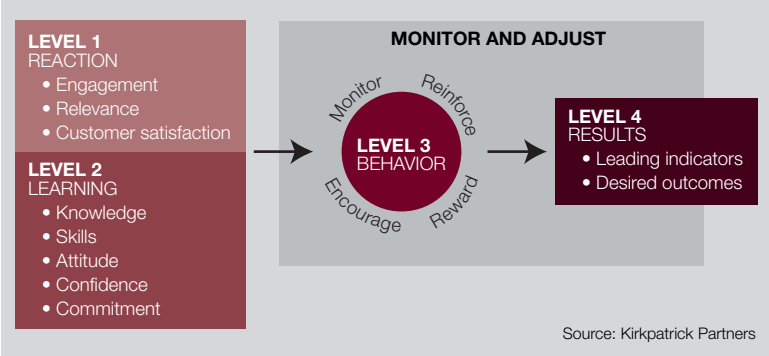 LEVEL 1
REACTION
• Engagement
• Relevance
• Customer satisfaction
LEVEL 2
LEARNING
• Knowledge
• Skills
• Attitude
• Confidence
• Commitment
MONITOR AND ADJUST
Monitor
Reinforce
LEVEL 3
BEHAVIOR
Encourage
Reward
LEVEL 4
RESULTS
• Leading indicators
• Desired outcomes
Source: Kirkpatrick Partners